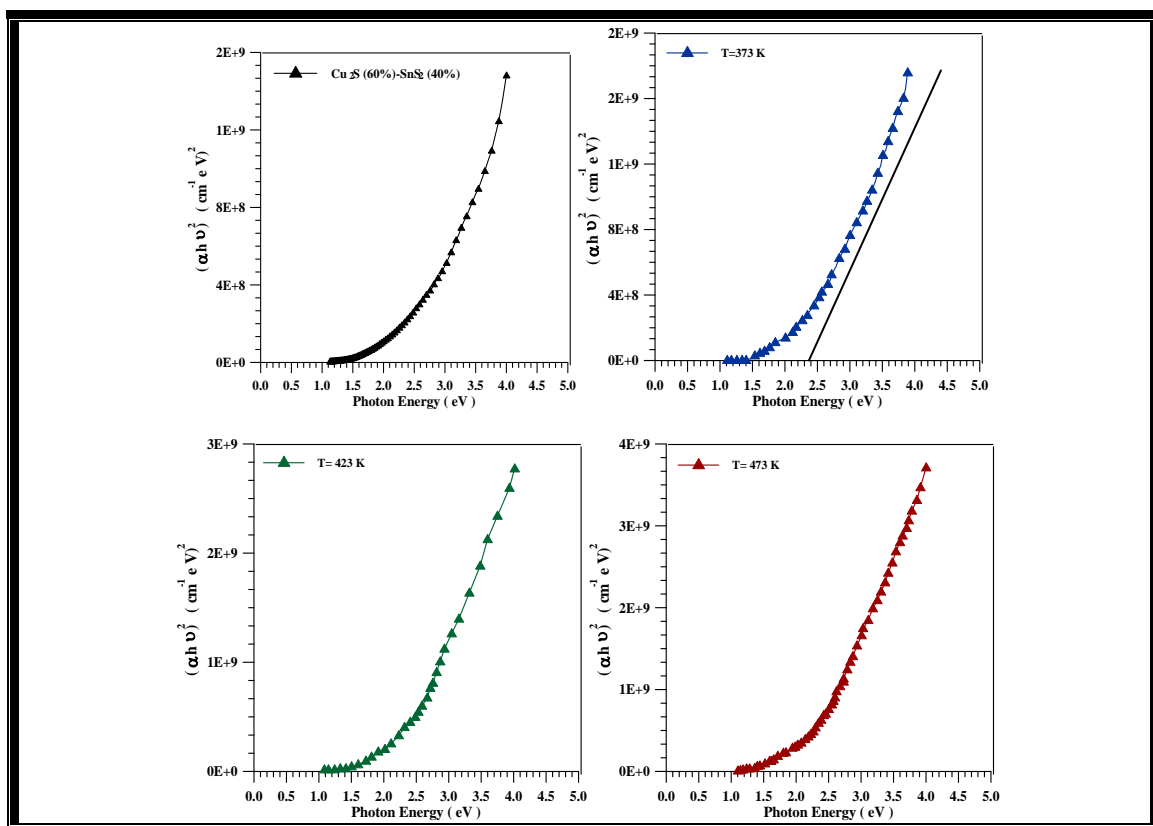 Cu2S (60%)-SnS2 (40%)
2E+9
1E+9
8E+8
4E+8
0E+0
0.0 0.5 1.0 1.5 2.0 2.5 3.0 3.5 4.0 4.5 5.0
Photon Energy ( eV )
( αh υ )2 ( cm-1 e V )2
T=373 K
2E+9
2E+9
1E+9
8E+8
4E+8
0E+0
0.0 0.5 1.0 1.5 2.0 2.5 3.0 3.5 4.0 4.5 5.0
Photon Energy ( eV )
( αh υ )2 ( cm-1 e V )2
T= 423 K
3E+9
2E+9
1E+9
0E+0
0.0 0.5 1.0 1.5 2.0 2.5 3.0 3.5 4.0 4.5 5.0
Photon Energy ( eV )
( αh υ )2 ( cm-1 e V )2
T= 473 K
4E+9
3E+9
2E+9
1E+9
0E+0
0.0 0.5 1.0 1.5 2.0 2.5 3.0 3.5 4.0 4.5 5.0
Photon Energy ( eV )
( αh υ )2 ( cm-1 e V )2